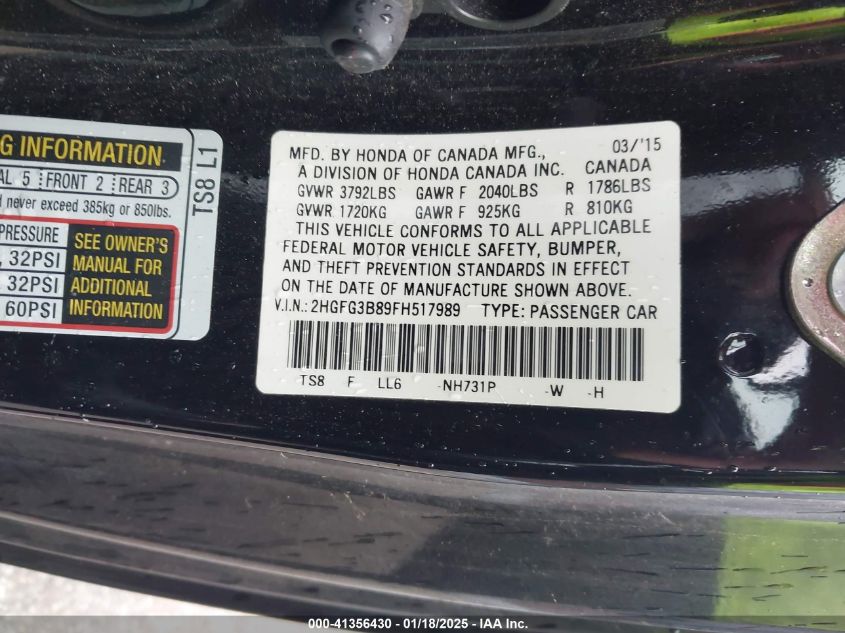 G INFORMATION
AL 5 FRONT 2 REAR 3
d never exceed 385kg or 850lbs.
PRESSURE
, 32PSI
32PSI
60PSI
SEE OWNER'S
MANUAL FOR
ADDITIONAL
INFORMATION
TS8 L1
MFD. BY HONDA OF CANADA MFG., 03/'15
A DIVISION OF HONDA CANADA INC. CANADA
GVWR 3792LBS GAWR F 2040LBS R 1786LBS
GVWR 1720KG GAWR F 925KG R 810KG
THIS VEHICLE CONFORMS TO ALL APPLICABLE
FEDERAL MOTOR VEHICLE SAFETY, BUMPER,
AND THEFT PREVENTION STANDARDS IN EFFECT
ON THE DATE OF MANUFACTURE SHOWN ABOVE.
V.I.N.: 2HGFG3B89FH517989 TYPE: PASSENGER CAR
TS8 F LL6 -NH731P -W -H
000-41356430 - 01/18/2025 - IAA Inc.